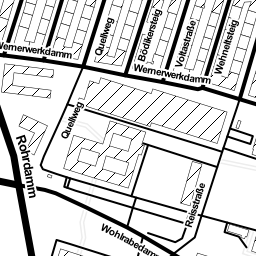 Wernerwerkdamm
Quellweg
Bödikersteig
Voltastraße
Wehneltsteig
Wernerwerkdamm
Quellweg
Rohrdamm
Reisstraße
Wohlrabedamm